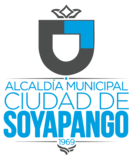 ALCALDÍA MUNICIPAL
CIUDAD DE
SOYAPANGO
1969